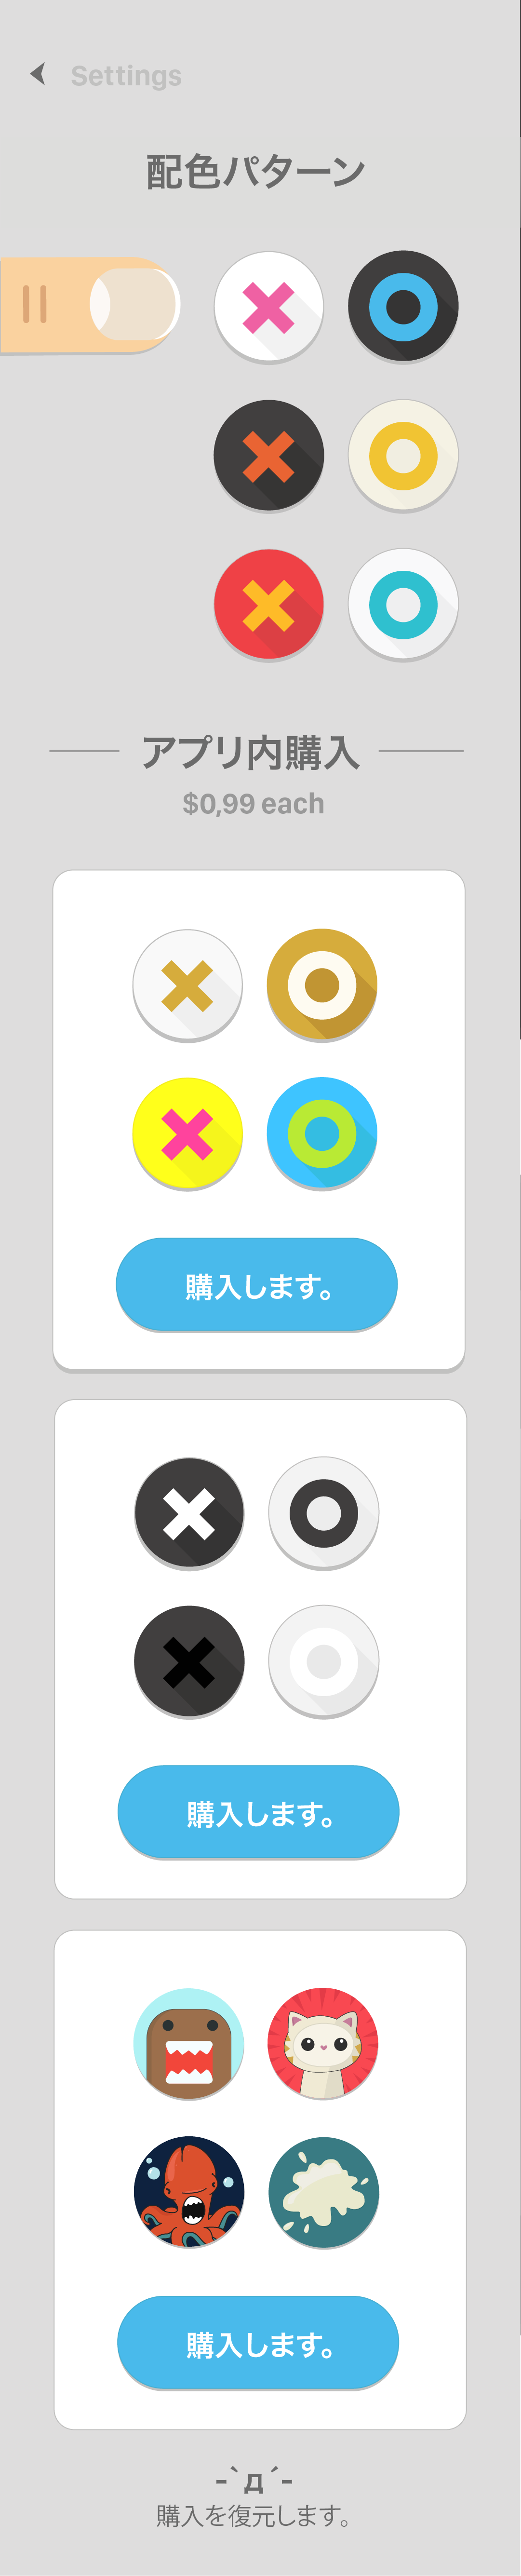 Settings
配色パターン
アプリ内購入
$0,99 each
購入します。
購入します。
購入します。
-`д´-
購入を復元します。